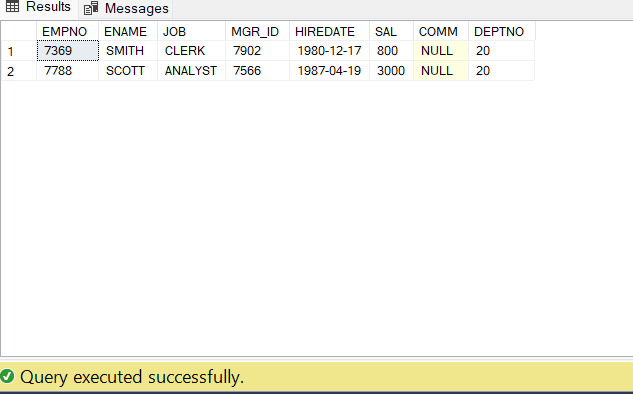 Results Messages
EMPNO ENAME JOB MGR_ID HIREDATE SAL COMM DEPTNO
1 7369 SMITH CLERK 7902 1980-12-17 800 NULL 20
2 7788 SCOTT ANALYST 7566 1987-04-19 3000 NULL 20
Query executed successfully.